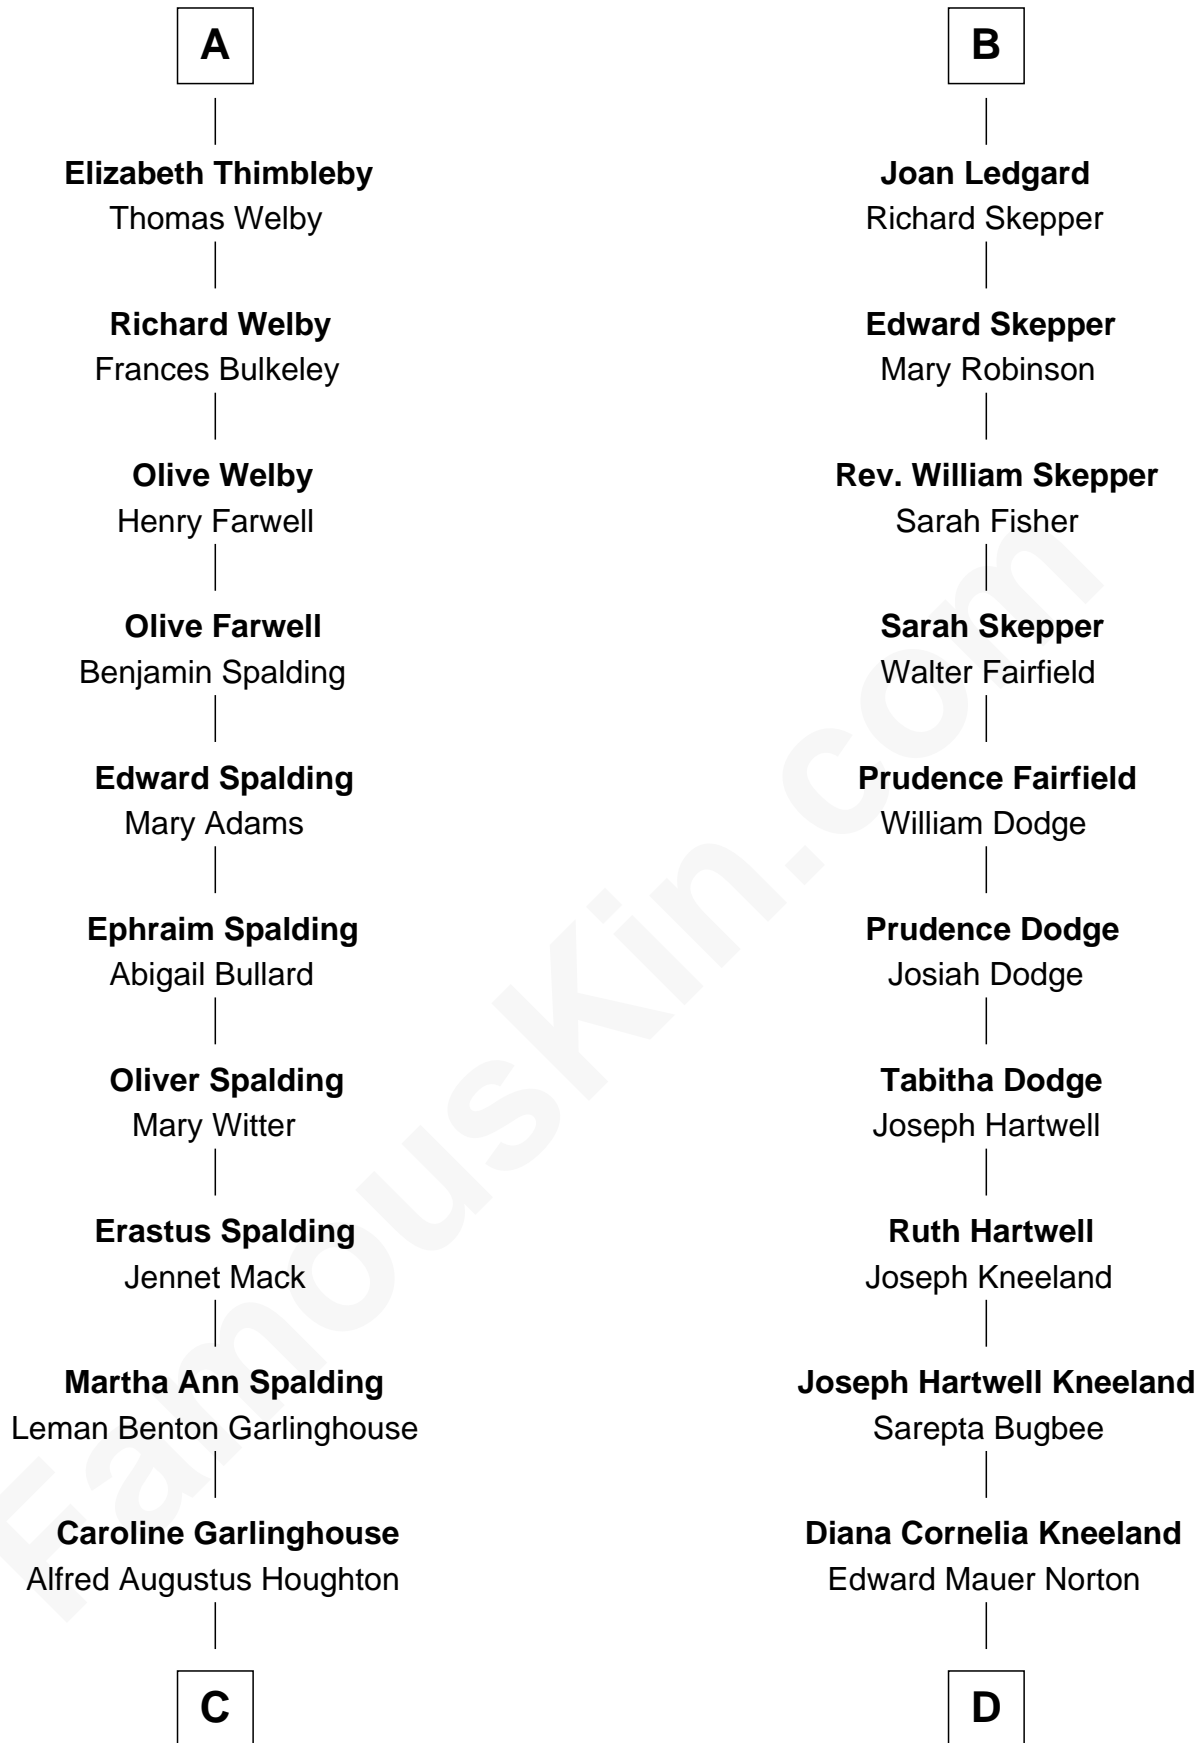 A
Elizabeth Thimbleby
Thomas Welby
Richard Welby
Frances Bulkeley
Olive Welby
Henry Farwell
Olive Farwell
Benjamin Spalding
Edward Spalding
Mary Adams
Ephraim Spalding
Abigail Bullard
Oliver Spalding
Mary Witter
Erastus Spalding
Jennet Mack
Martha Ann Spalding
Leman Benton Garlinghouse
Caroline Garlinghouse
Alfred Augustus Houghton
C
B
Joan Ledgard
Richard Skepper
Edward Skepper
Mary Robinson
Rev. William Skepper
Sarah Fisher
Sarah Skepper
Walter Fairfield
Prudence Fairfield
William Dodge
Prudence Dodge
Josiah Dodge
Tabitha Dodge
Joseph Hartwell
Ruth Hartwell
Joseph Kneeland
Joseph Hartwell Kneeland
Sarepta Bugbee
Diana Cornelia Kneeland
Edward Mauer Norton
D
FamousKin.com